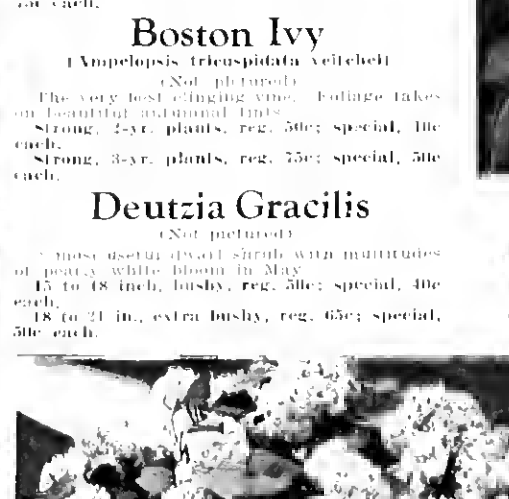 each.
Boston Ivy
(Ampelopsis tricuspidata veitchei)
(Not pictured)
The very best clinging vine. Foliage takes
on beautiful autumnal tints
Strong, 2-yr. plants, reg. 50c; special,
each.
Strong, 3-yr. plants, reg. 75c; special, 50c
each.
Deutzia Gracilis
(Not pictured)
most useful dwarf shrub with multitudes
of pearly white bloom in May
15 to 18 inch, bushy, reg. 50c; special, 40c
each.
18 to 21 in., extra bushy, reg. 65c; special,
50c each.